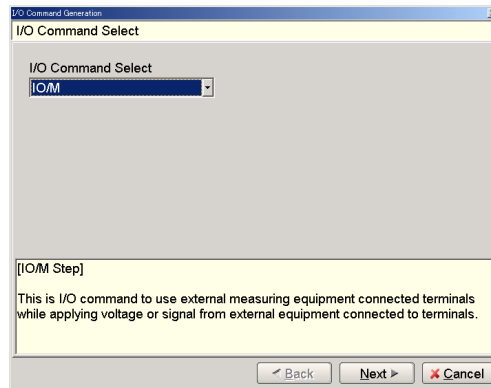 I/O Command Generation
I/O Command Select
I/O Command Select
IO/M
[IO/M Step]
This is I/O command to use external measuring equipment connected terminals
while applying voltage or signal from external equipment connected to terminals.
Back
Next
Cancel